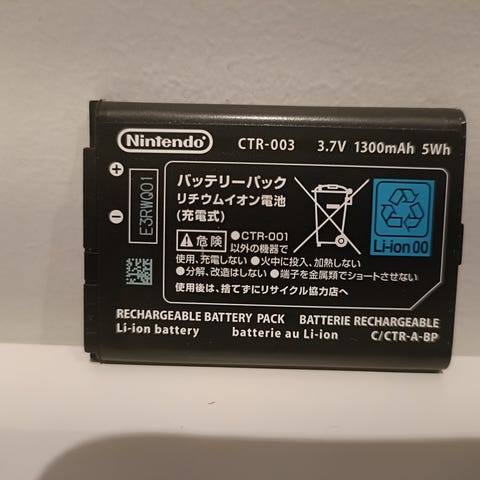 Nintendo CTR-003 3.7V 1300mAh 5Wh
+
−
E3RWQ01
バッテリーパック
リチウムイオン電池
(充電式)
Li-ion 00
⚠危険 ●CTR-001以外の機器で
使用、充電しない ●火中に投入、加熱しない
●分解、改造はしない ●端子を金属類でショートさせない
使用後は、捨てずにリサイクル協力店へ
RECHARGEABLE BATTERY PACK BATTERIE RECHARGEABLE
Li-ion battery batterie au Li-ion C/CTR-A-BP